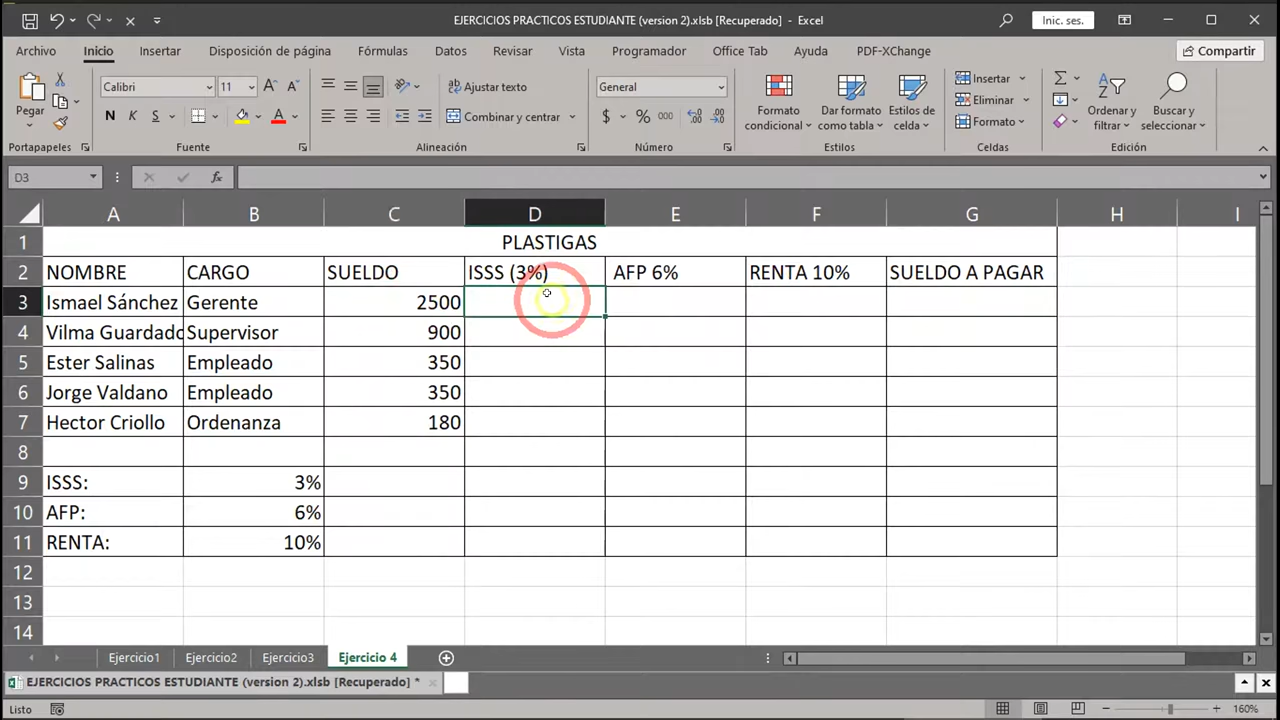 EJERCICIOS PRACTICOS ESTUDIANTE (version 2).xlsb [Recuperado] - Excel
Inic. ses.
Archivo Inicio Insertar Disposición de página Fórmulas Datos Revisar Vista Programador Office Tab Ayuda PDF-XChange Compartir
Pegar
Calibri 11
N K S
Ajustar texto
Combinar y centrar
General
$ % 000
Formato condicional
Dar formato como tabla
Estilos de celda
Insertar
Eliminar
Formato
Ordenar y filtrar
Buscar y seleccionar
Portapapeles Fuente Alineación Número Estilos Celdas Edición
D3 fx
A B C D E F G H I
1 PLASTIGAS
2 NOMBRE CARGO SUELDO ISSS (3%) AFP 6% RENTA 10% SUELDO A PAGAR
3 Ismael Sánchez Gerente 2500
4 Vilma Guardado Supervisor 900
5 Ester Salinas Empleado 350
6 Jorge Valdano Empleado 350
7 Hector Criollo Ordenanza 180
8
9 ISSS: 3%
10 AFP: 6%
11 RENTA: 10%
12
13
14
Ejercicio1 Ejercicio2 Ejercicio3 Ejercicio 4
EJERCICIOS PRACTICOS ESTUDIANTE (version 2).xlsb [Recuperado] *
Listo 160%